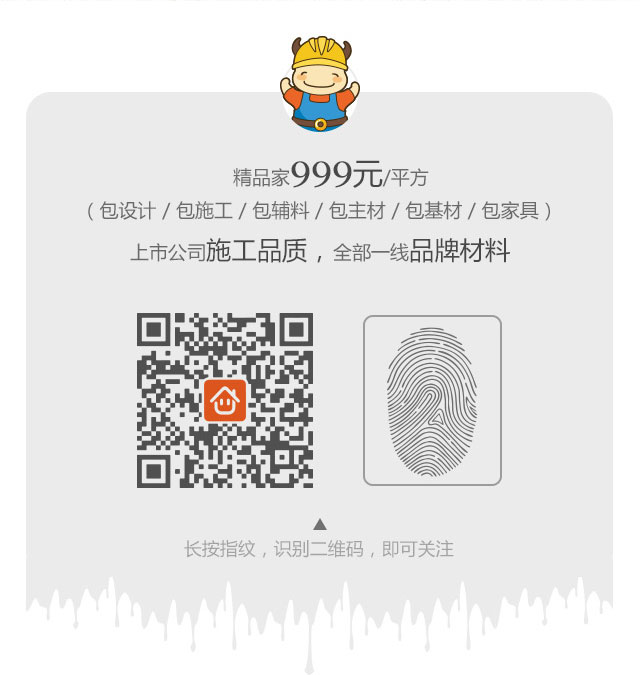 精品家999元/平方
（包设计 / 包施工 / 包辅料 / 包主材 / 包基材 / 包家具）
上市公司施工品质，全部一线品牌材料
长按指纹，识别二维码，即可关注